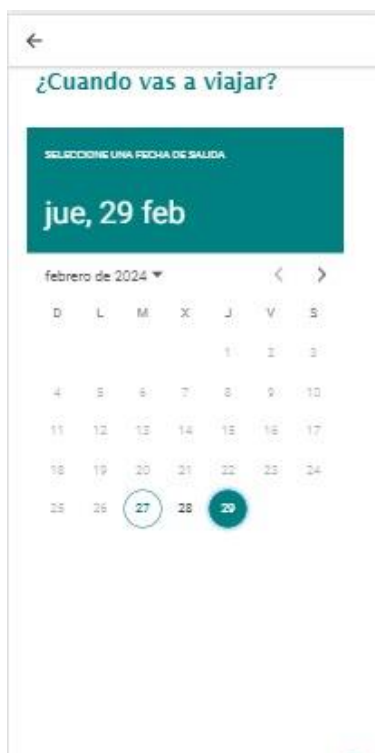 ¿Cuando vas a viajar?
SELECCIONE UNA FECHA DE SALIDA
jue, 29 feb
febrero de 2024
D L M X J V S
1 2 3
4 5 6 7 8 9 10
11 12 13 14 15 16 17
18 19 20 21 22 23 24
25 26 27 28 29